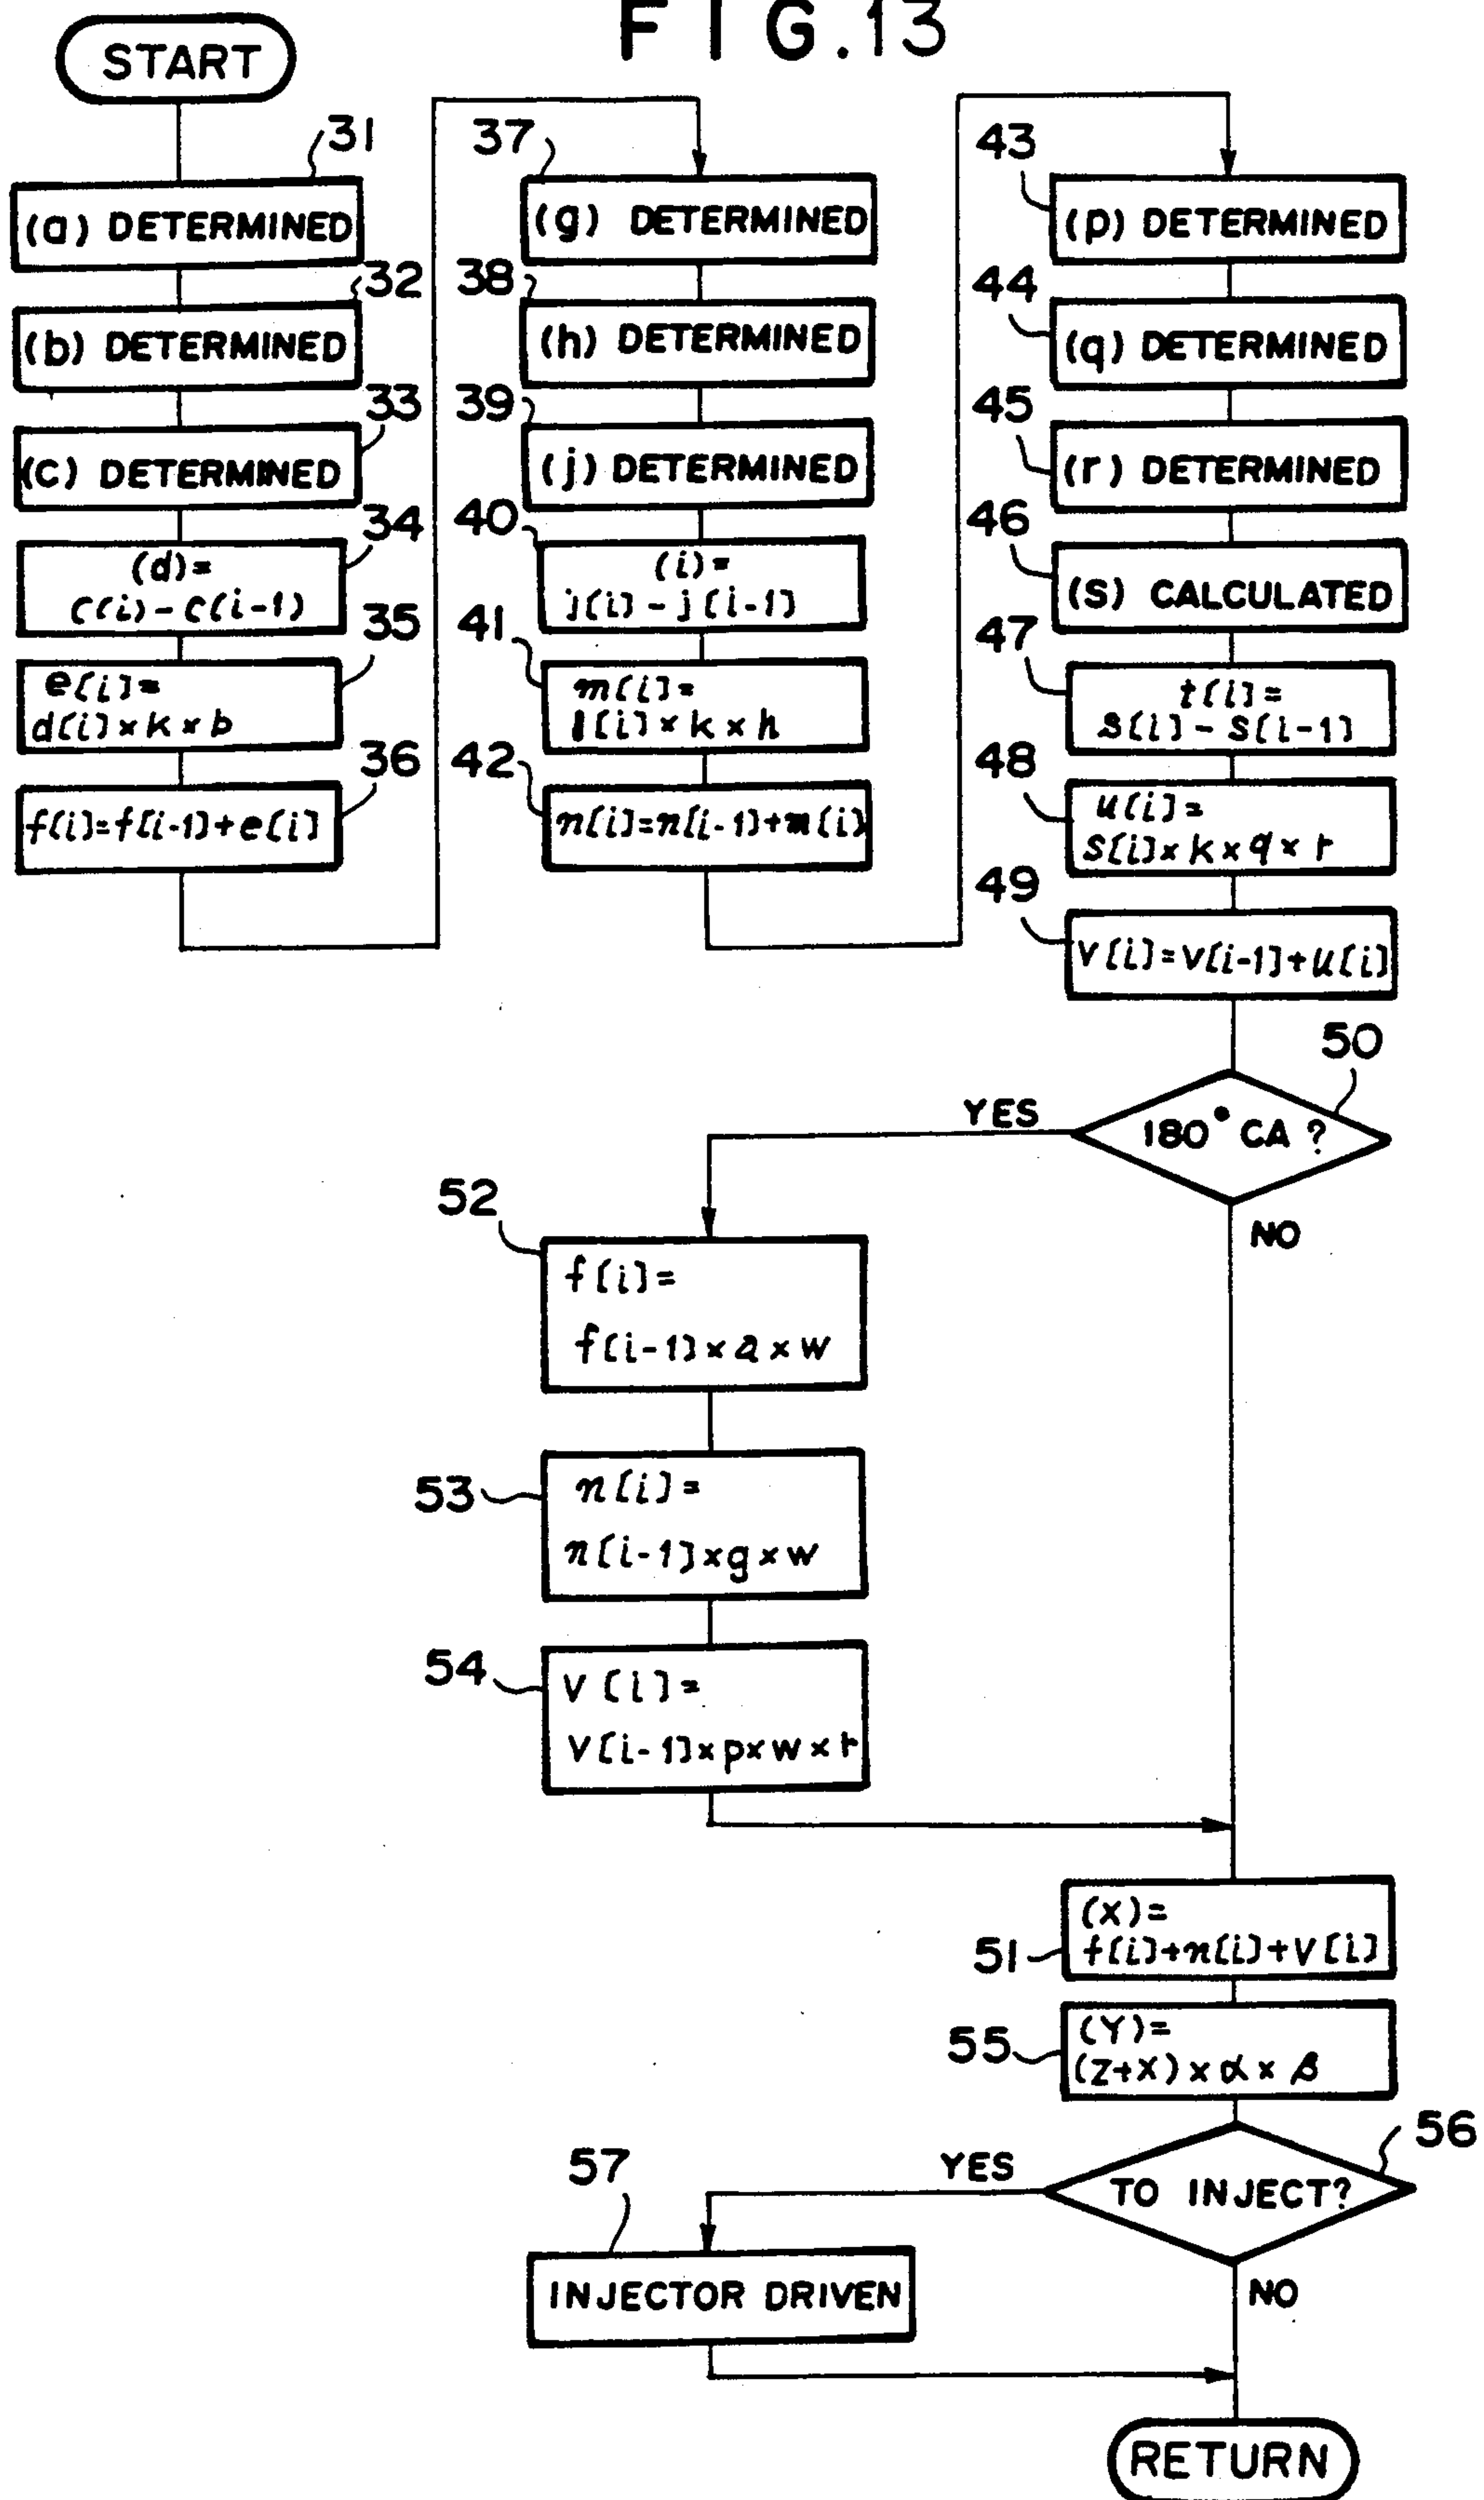 FIG.13
START
31
(a) DETERMINED
32
(b) DETERMINED
33
(c) DETERMINED
34
(d)=
c(i)-c(i-1)
35
e[i]=
d[i]×k×b
36
f[i]=f[i-1]+e[i]
37
(g) DETERMINED
38
(h) DETERMINED
39
(j) DETERMINED
40
(i)=
j(i)-j(i-1)
41
m[i]=
l[i]×k×h
42
n[i]=n[i-1]+m(i)
43
(p) DETERMINED
44
(q) DETERMINED
45
(r) DETERMINED
46
(s) CALCULATED
47
t[i]=
s[i]-s[i-1]
48
u[i]=
s[i]×k×q×r
49
v[i]=v[i-1]+u[i]
50
180°CA?
YES
NO
52
f[i]=
f[i-1]×a×w
53
n[i]=
n[i-1]×g×w
54
v[i]=
v[i-1]×p×w×r
51
(X)=
f[i]+n[i]+V[i]
55
(Y)=
(Z+X)×α×β
56
TO INJECT?
YES
NO
57
INJECTOR DRIVEN
RETURN